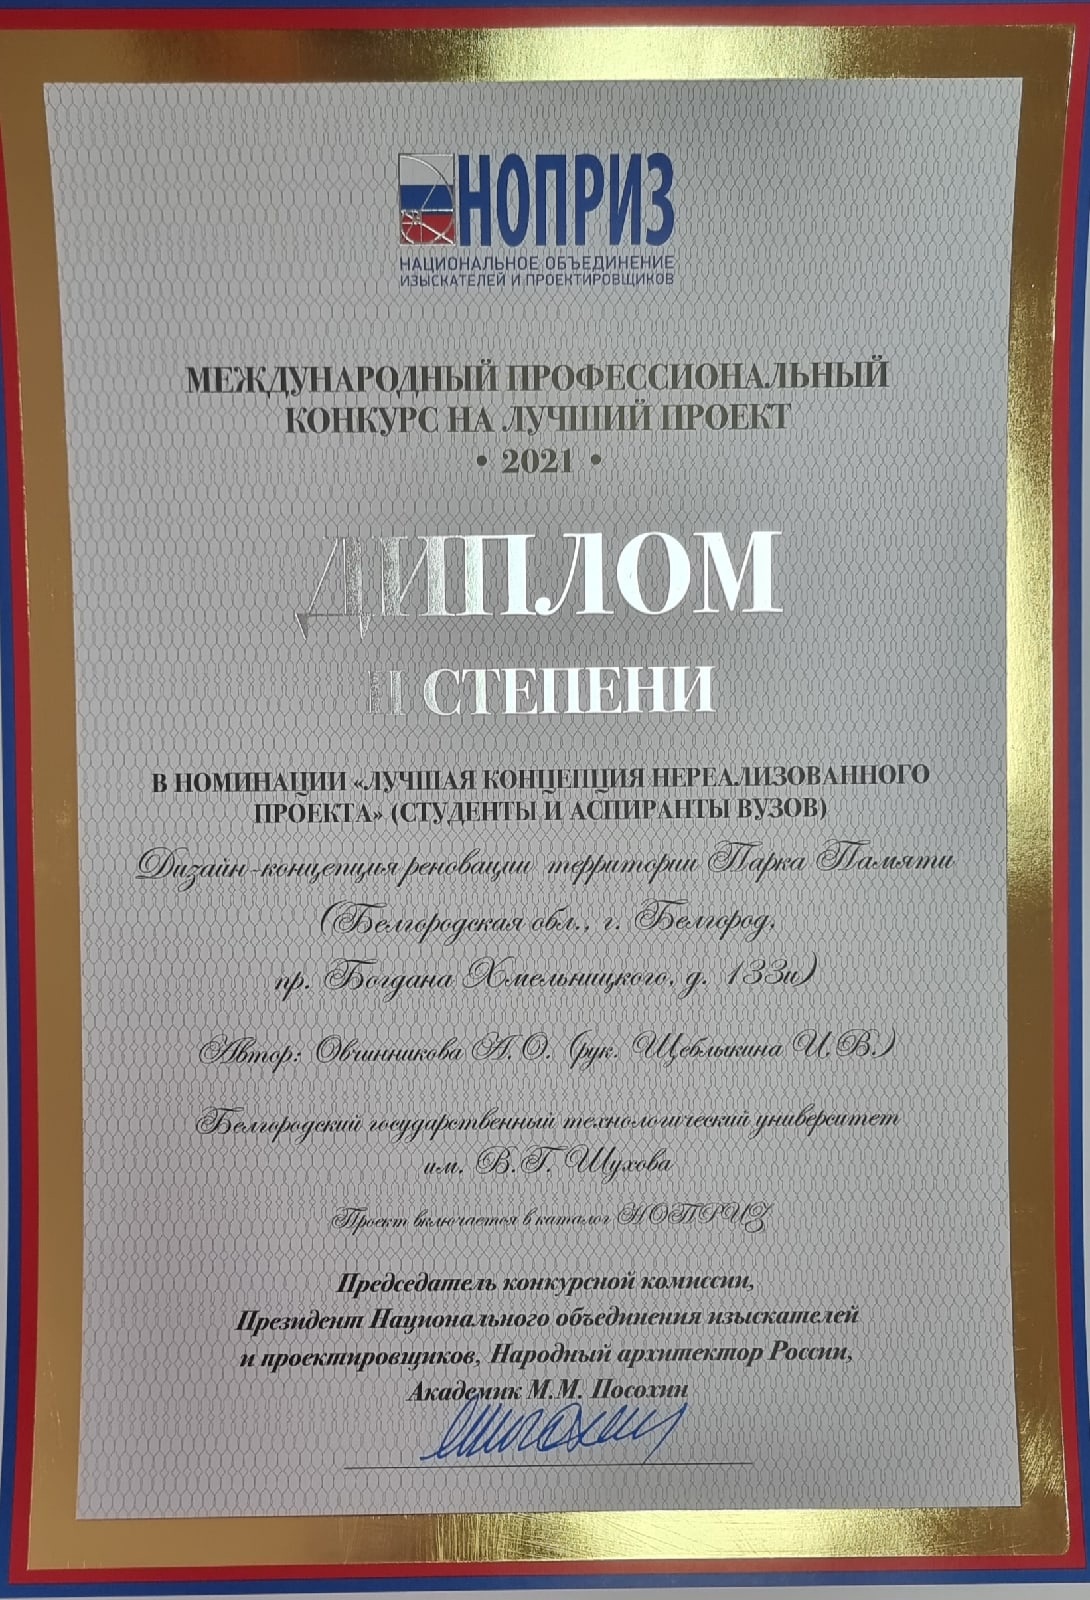 НОПРИЗ
НАЦИОНАЛЬНОЕ ОБЪЕДИНЕНИЕ
ИЗЫСКАТЕЛЕЙ И ПРОЕКТИРОВЩИКОВ
МЕЖДУНАРОДНЫЙ ПРОФЕССИОНАЛЬНЫЙ
КОНКУРС НА ЛУЧШИЙ ПРОЕКТ
• 2021 •
ДИПЛОМ
II СТЕПЕНИ
В НОМИНАЦИИ «ЛУЧШАЯ КОНЦЕПЦИЯ НЕРЕАЛИЗОВАННОГО
ПРОЕКТА» (СТУДЕНТЫ И АСПИРАНТЫ ВУЗОВ)
Дизайн-концепция реновации территории Парка Памяти
(Белгородская обл., г. Белгород,
пр. Богдана Хмельницкого, д. 133и)
Автор: Овчинникова А.О. (рук. Щеблыкина И.В.)
Белгородский государственный технологический университет
им. В.Г. Шухова
Проект включается в каталог НОПРИЗ
Председатель конкурсной комиссии,
Президент Национального объединения изыскателей
и проектировщиков, Народный архитектор России,
Академик М.М. Посохин